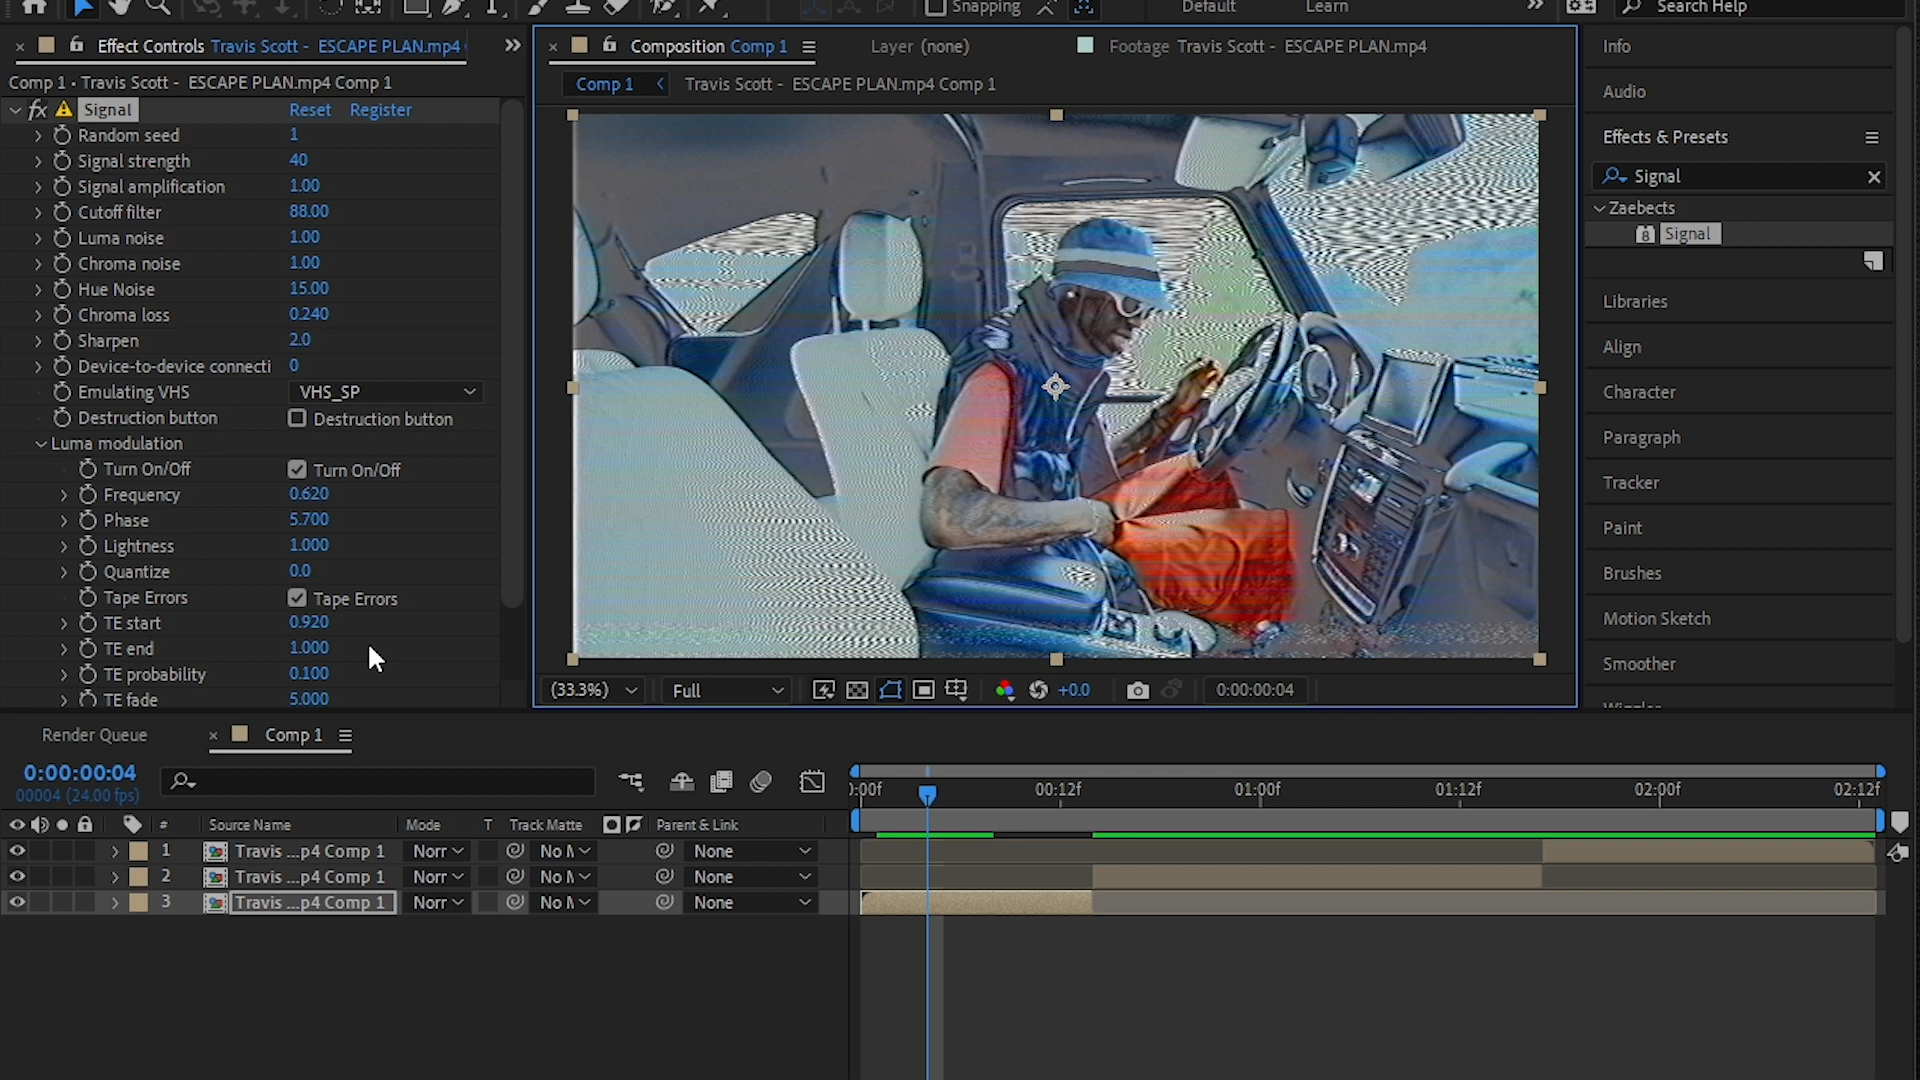 Snapping
Default
Learn
Search Help
Effect Controls Travis Scott - ESCAPE PLAN.mp4
Composition Comp 1
Layer (none)
Footage Travis Scott - ESCAPE PLAN.mp4
Info
Comp 1 • Travis Scott - ESCAPE PLAN.mp4 Comp 1
Comp 1
Travis Scott - ESCAPE PLAN.mp4 Comp 1
Audio
fx Signal Reset Register
Random seed 1
Signal strength 40
Signal amplification 1.00
Cutoff filter 88.00
Luma noise 1.00
Chroma noise 1.00
Hue Noise 15.00
Chroma loss 0.240
Sharpen 2.0
Device-to-device connecti 0
Emulating VHS VHS_SP
Destruction button Destruction button
Luma modulation
Turn On/Off Turn On/Off
Frequency 0.620
Phase 5.700
Lightness 1.000
Quantize 0.0
Tape Errors Tape Errors
TE start 0.920
TE end 1.000
TE probability 0.100
TE fade 5.000
Effects & Presets
Signal
Zaebects
8 Signal
Libraries
Align
Character
Paragraph
Tracker
Paint
Brushes
Motion Sketch
Smoother
(33.3%)
Full
+0.0
0:00:00:04
Render Queue
Comp 1
0:00:00:04
00004 (24.00 fps)
):00f 00:12f 01:00f 01:12f 02:00f 02:12f
# Source Name Mode T Track Matte Parent & Link
1 Travis ...p4 Comp 1 Norr No M None
2 Travis ...p4 Comp 1 Norr No M None
3 Travis ...p4 Comp 1 Norr No M None